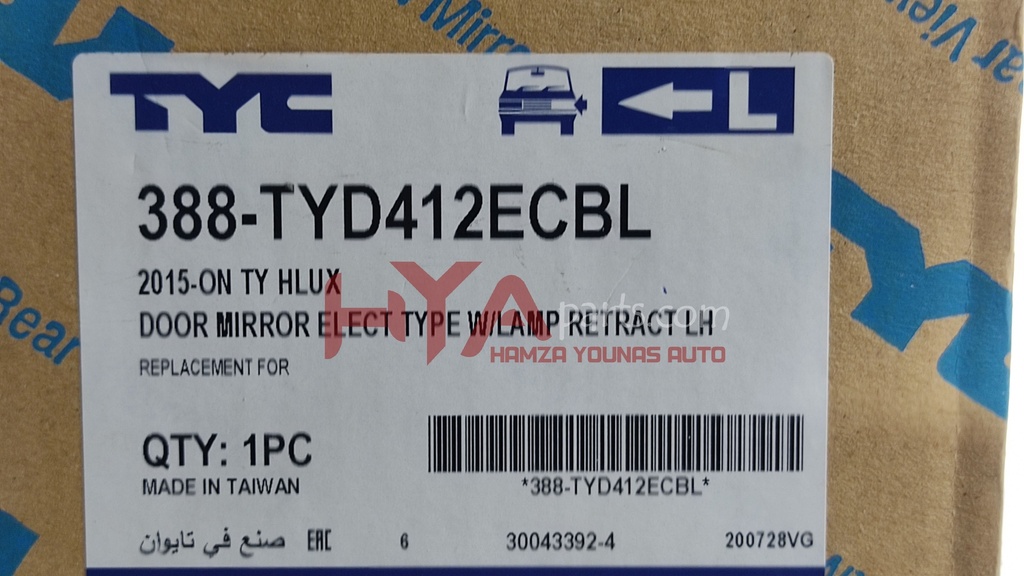 TYC
L
388-TYD412ECBL
2015-ON TY HLUX
DOOR MIRROR ELECT TYPE W/LAMP RETRACT LH
HYA parts.com
HAMZA YOUNAS AUTO
REPLACEMENT FOR
QTY: 1PC
MADE IN TAIWAN
*388-TYD412ECBL*
صنع في تايوان EAC 6 30043392-4 200728VG
Rear